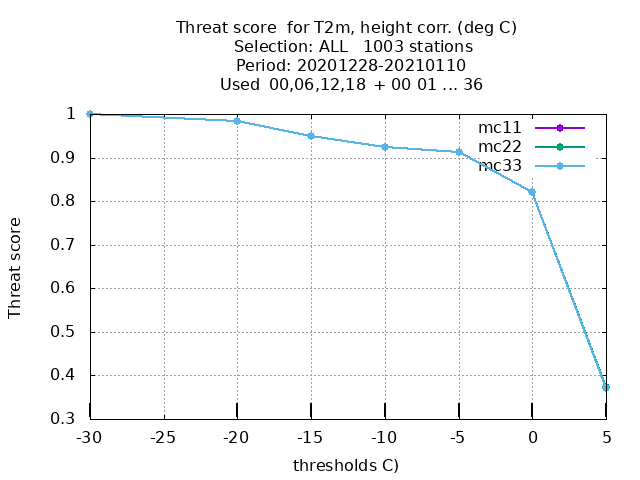 Threat score  for T2m, height corr. (deg C)
Selection: ALL   1003 stations
Period: 20201228-20210110
Used  00,06,12,18  + 00 01 ... 36
mc11
mc22
mc33
Threat score
1
0.9
0.8
0.7
0.6
0.5
0.4
0.3
-30 -25 -20 -15 -10 -5 0 5
thresholds C)